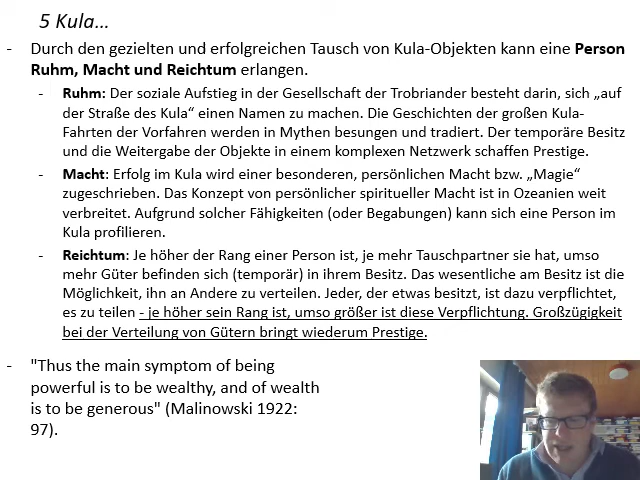 5 Kula…
- Durch den gezielten und erfolgreichen Tausch von Kula-Objekten kann eine Person
Ruhm, Macht und Reichtum erlangen.
- Ruhm: Der soziale Aufstieg in der Gesellschaft der Trobriander besteht darin, sich „auf
der Straße des Kula“ einen Namen zu machen. Die Geschichten der großen Kula-
Fahrten der Vorfahren werden in Mythen besungen und tradiert. Der temporäre Besitz
und die Weitergabe der Objekte in einem komplexen Netzwerk schaffen Prestige.
- Macht: Erfolg im Kula wird einer besonderen, persönlichen Macht bzw. „Magie“
zugeschrieben. Das Konzept von persönlicher spiritueller Macht ist in Ozeanien weit
verbreitet. Aufgrund solcher Fähigkeiten (oder Begabungen) kann sich eine Person im
Kula profilieren.
- Reichtum: Je höher der Rang einer Person ist, je mehr Tauschpartner sie hat, umso
mehr Güter befinden sich (temporär) in ihrem Besitz. Das wesentliche am Besitz ist die
Möglichkeit, ihn an Andere zu verteilen. Jeder, der etwas besitzt, ist dazu verpflichtet,
es zu teilen - je höher sein Rang ist, umso größer ist diese Verpflichtung. Großzügigkeit
bei der Verteilung von Gütern bringt wiederum Prestige.
- "Thus the main symptom of being
powerful is to be wealthy, and of wealth
is to be generous" (Malinowski 1922:
97).